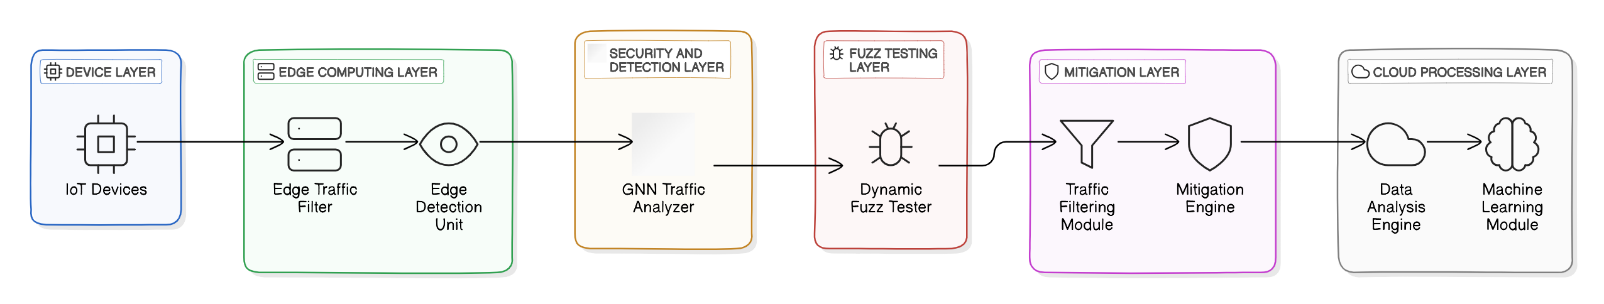 DEVICE LAYER
IoT Devices
EDGE COMPUTING LAYER
Edge Traffic
Filter
Edge
Detection
Unit
SECURITY AND
DETECTION LAYER
GNN Traffic
Analyzer
FUZZ TESTING
LAYER
Dynamic
Fuzz Tester
MITIGATION LAYER
Traffic
Filtering
Module
Mitigation
Engine
CLOUD PROCESSING LAYER
Data
Analysis
Engine
Machine
Learning
Module